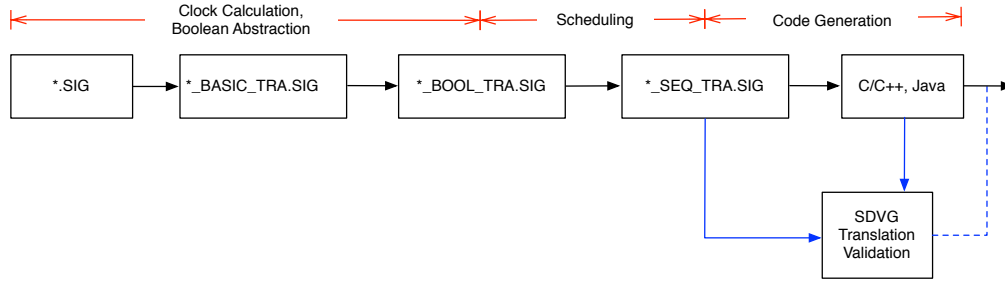 Clock Calculation,
Boolean Abstraction
Scheduling
Code Generation
*.SIG
*_BASIC_TRA.SIG
*_BOOL_TRA.SIG
*_SEQ_TRA.SIG
C/C++, Java
SDVG
Translation
Validation